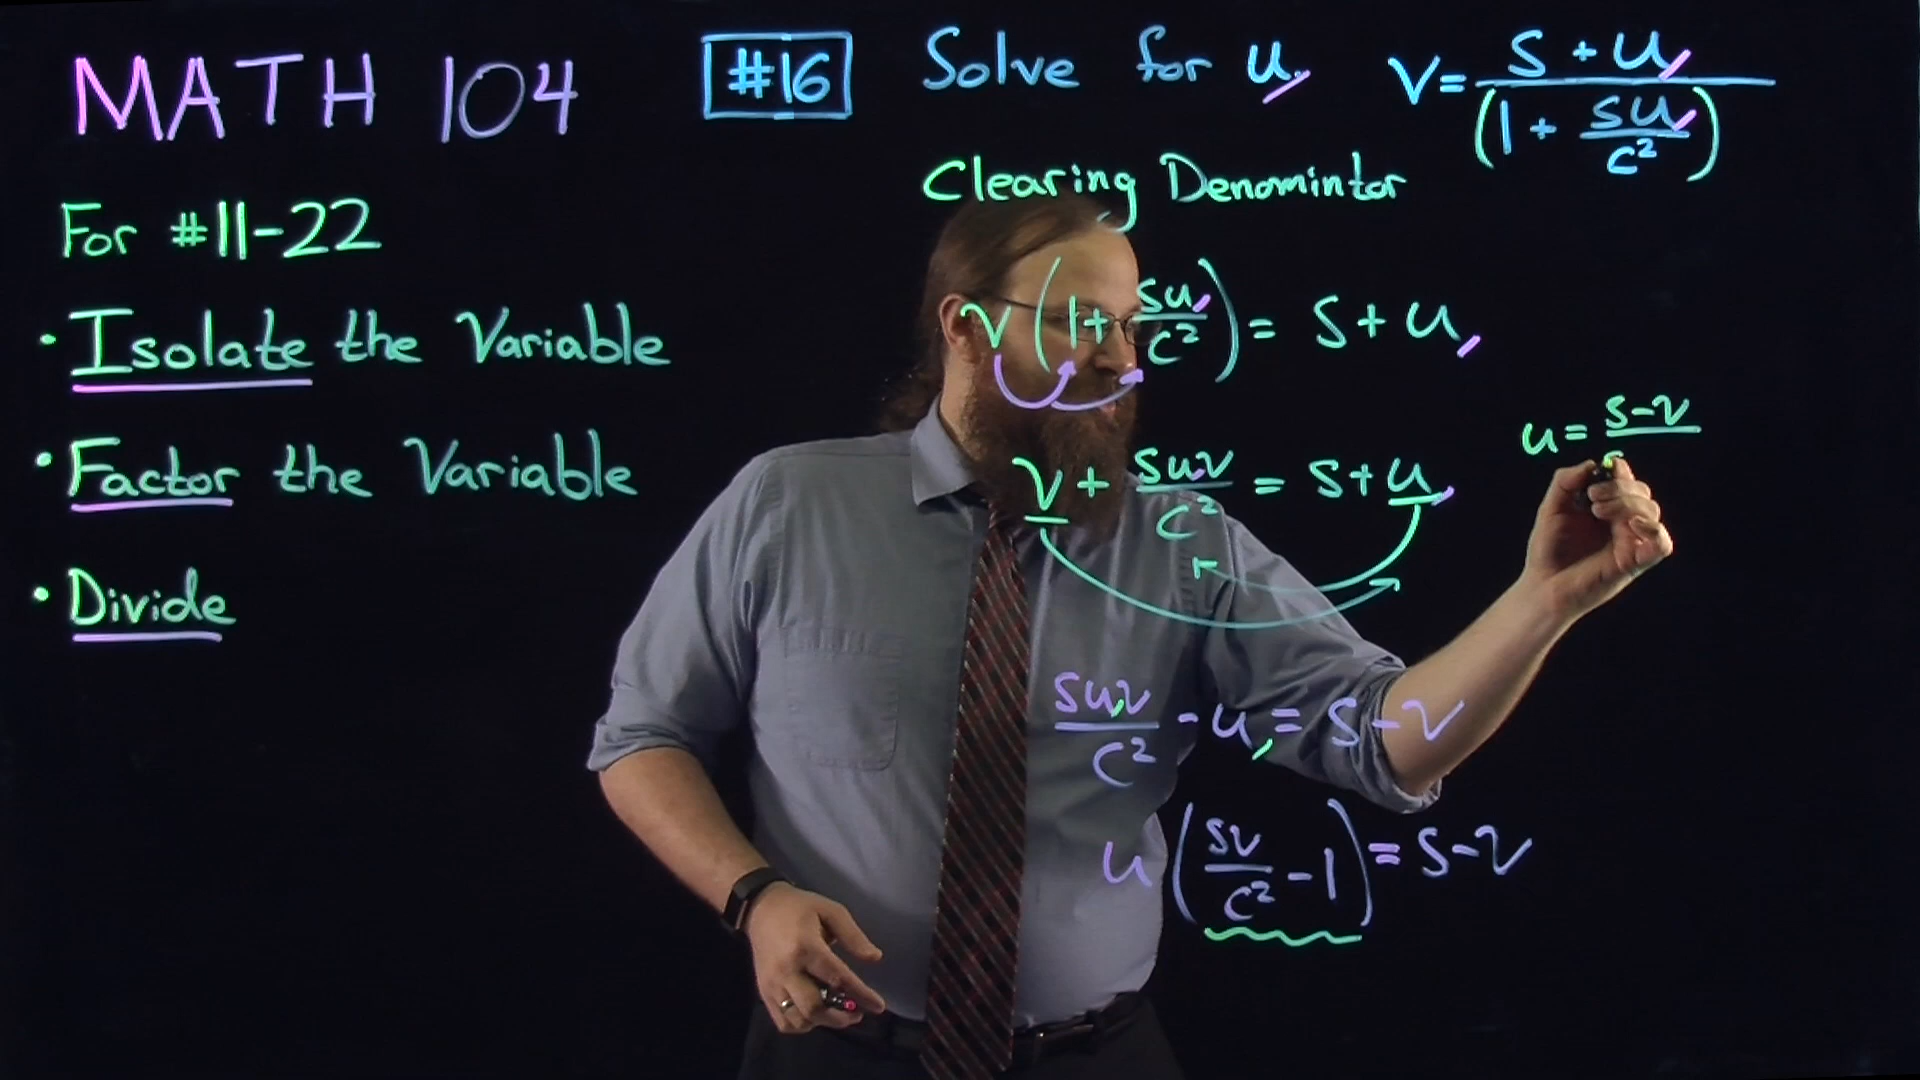 MATH 104
For #11-22
• Isolate the Variable
• Factor the Variable
• Divide
#16 Solve for u, v = (s + u) / (1 + su/c²)
Clearing Denomintor
v(1 + su/c²) = s + u
v + suv/c² = s + u
suv/c² - u = s - v
u(sv/c² - 1) = s - v
u = s - v